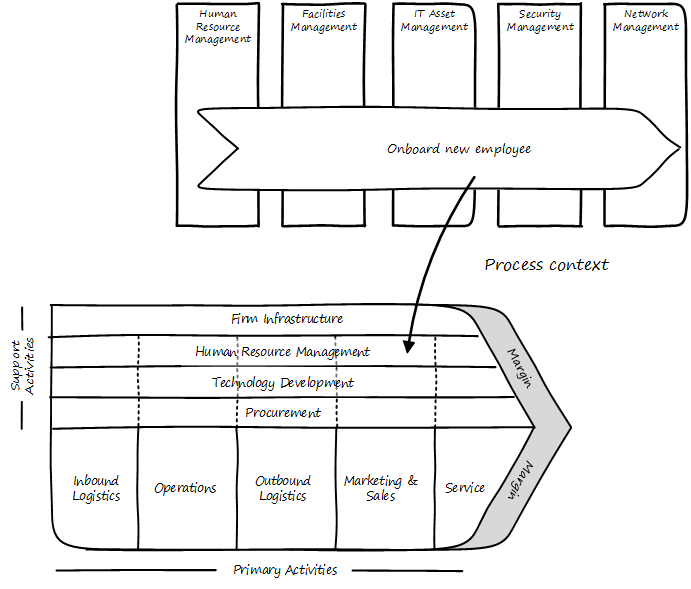 Human
Resource
Management
Facilities
Management
IT Asset
Management
Security
Management
Network
Management
Onboard new employee
Process context
Support
Activities
Firm Infrastructure
Human Resource Management
Technology Development
Procurement
Margin
Margin
Inbound
Logistics
Operations
Outbound
Logistics
Marketing &
Sales
Service
Primary Activities